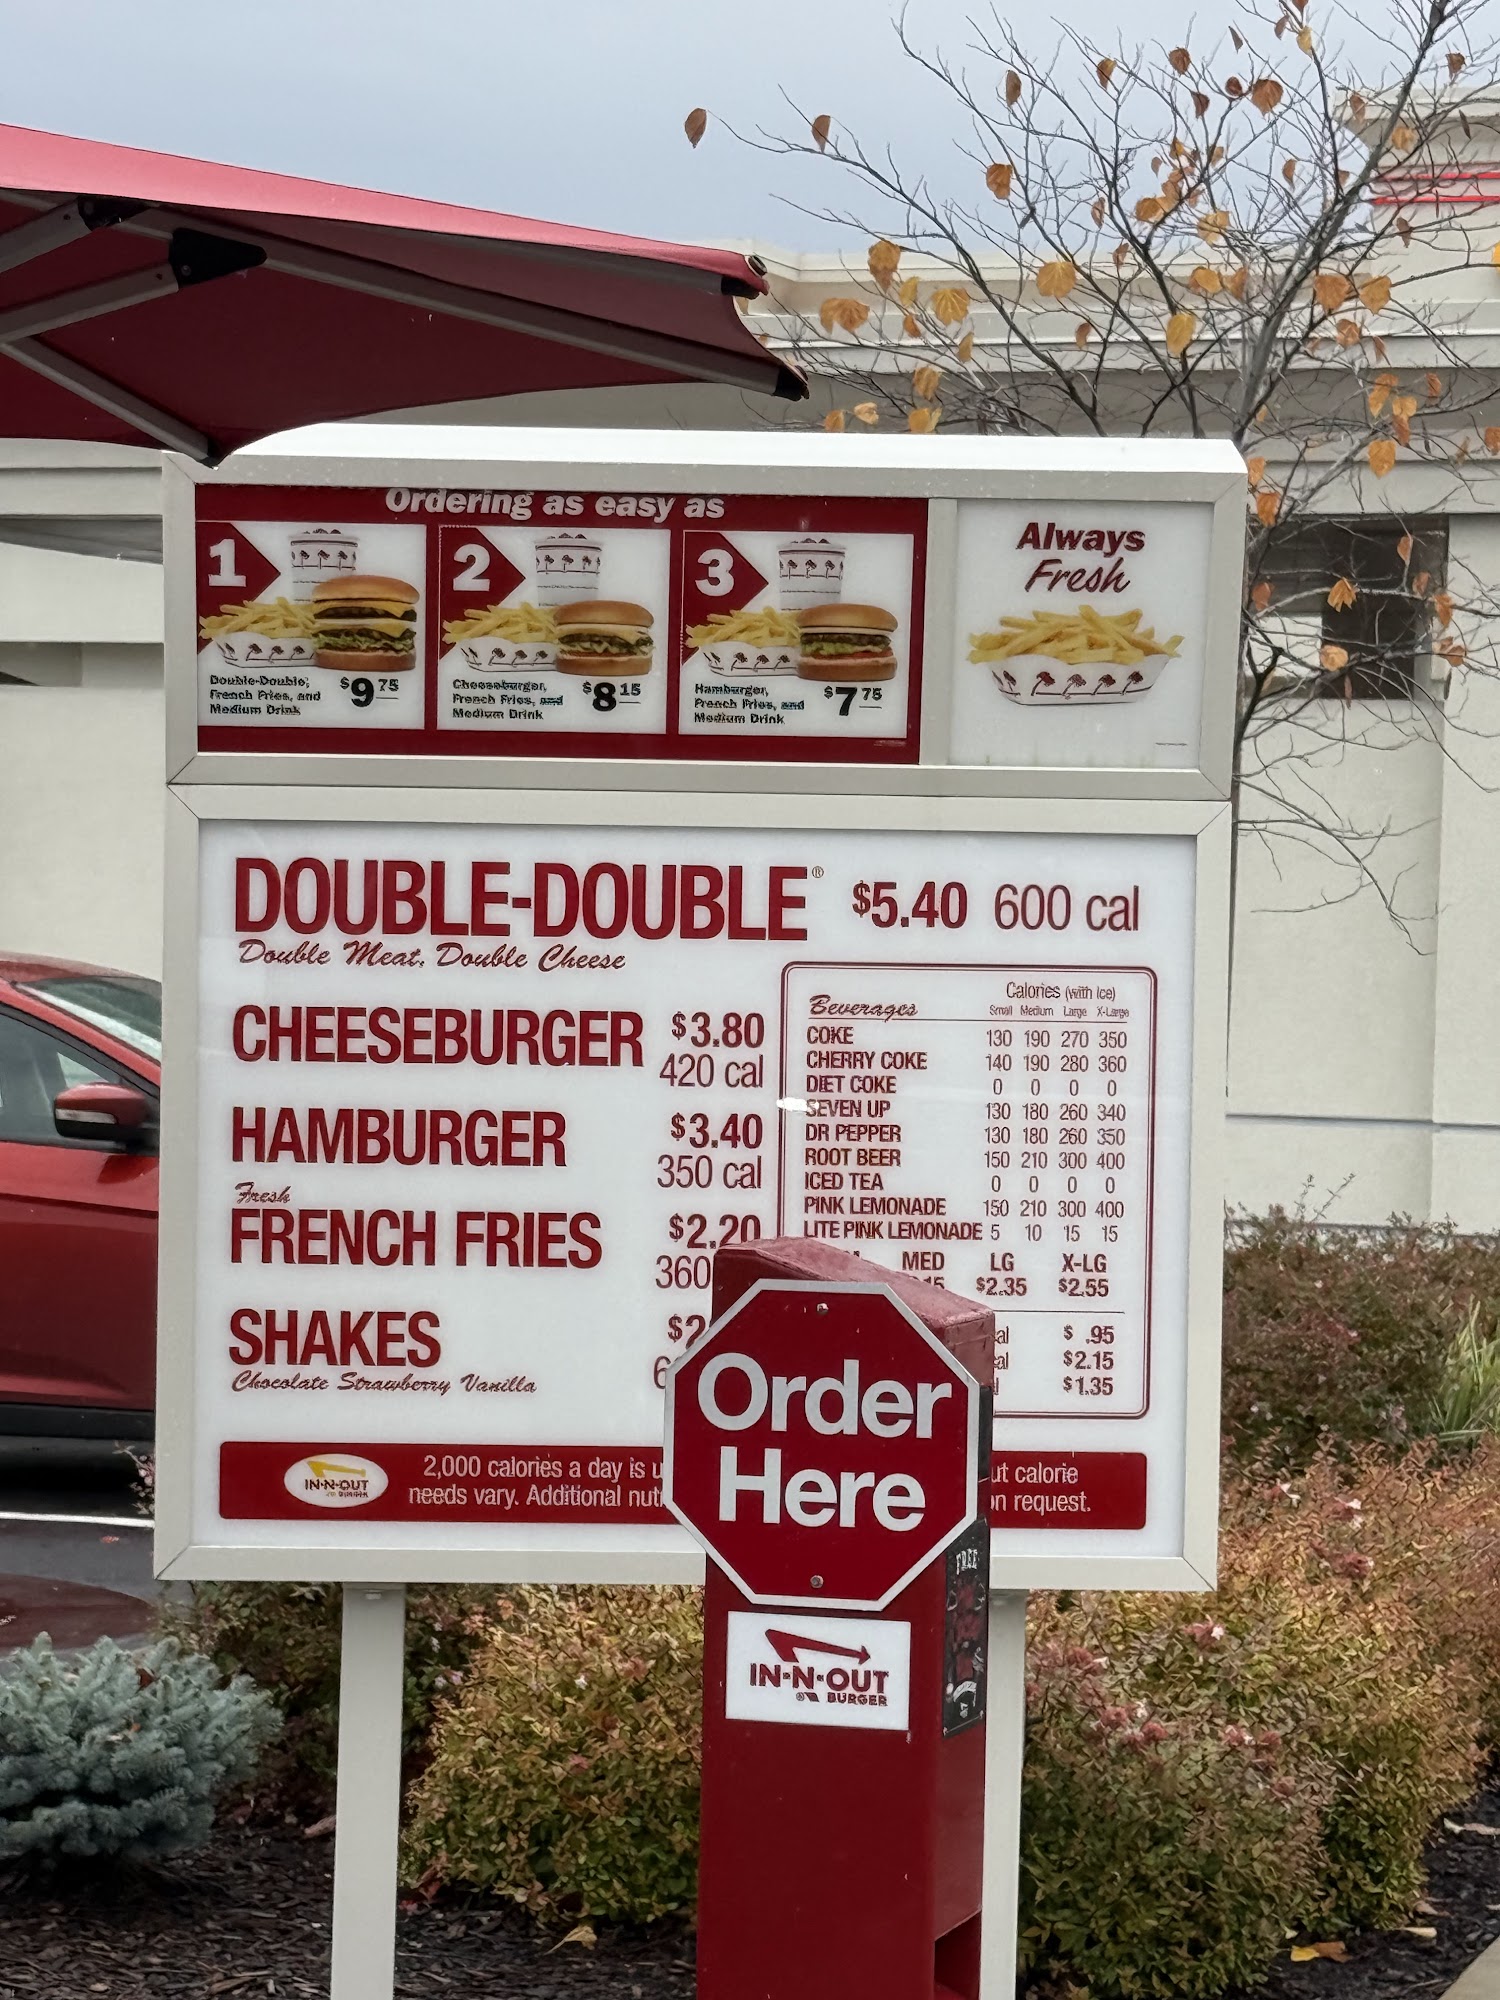 Ordering as easy as
1
Double-Double,
French Fries, and
Medium Drink
$9 75
2
Cheeseburger,
French Fries, and
Medium Drink
$8 15
3
Hamburger,
French Fries, and
Medium Drink
$7 75
Always
Fresh
DOUBLE-DOUBLE® $5.40 600 cal
Double Meat, Double Cheese
CHEESEBURGER $3.80
420 cal
HAMBURGER $3.40
350 cal
Fresh
FRENCH FRIES $2.20
360
SHAKES $2
Chocolate Strawberry Vanilla
Calories (with Ice)
Beverages Small Medium Large X-Large
COKE 130 190 270 350
CHERRY COKE 140 190 280 360
DIET COKE 0 0 0 0
SEVEN UP 130 180 260 340
DR PEPPER 130 180 260 350
ROOT BEER 150 210 300 400
ICED TEA 0 0 0 0
PINK LEMONADE 150 210 300 400
LITE PINK LEMONADE 5 10 15 15
MED LG X-LG
$2.35 $2.55
$ .95
$2.15
$1.35
IN-N-OUT
BURGER
2,000 calories a day is
calorie
needs vary. Additional
request.
Order
Here
FREE
IN-N-OUT
BURGER